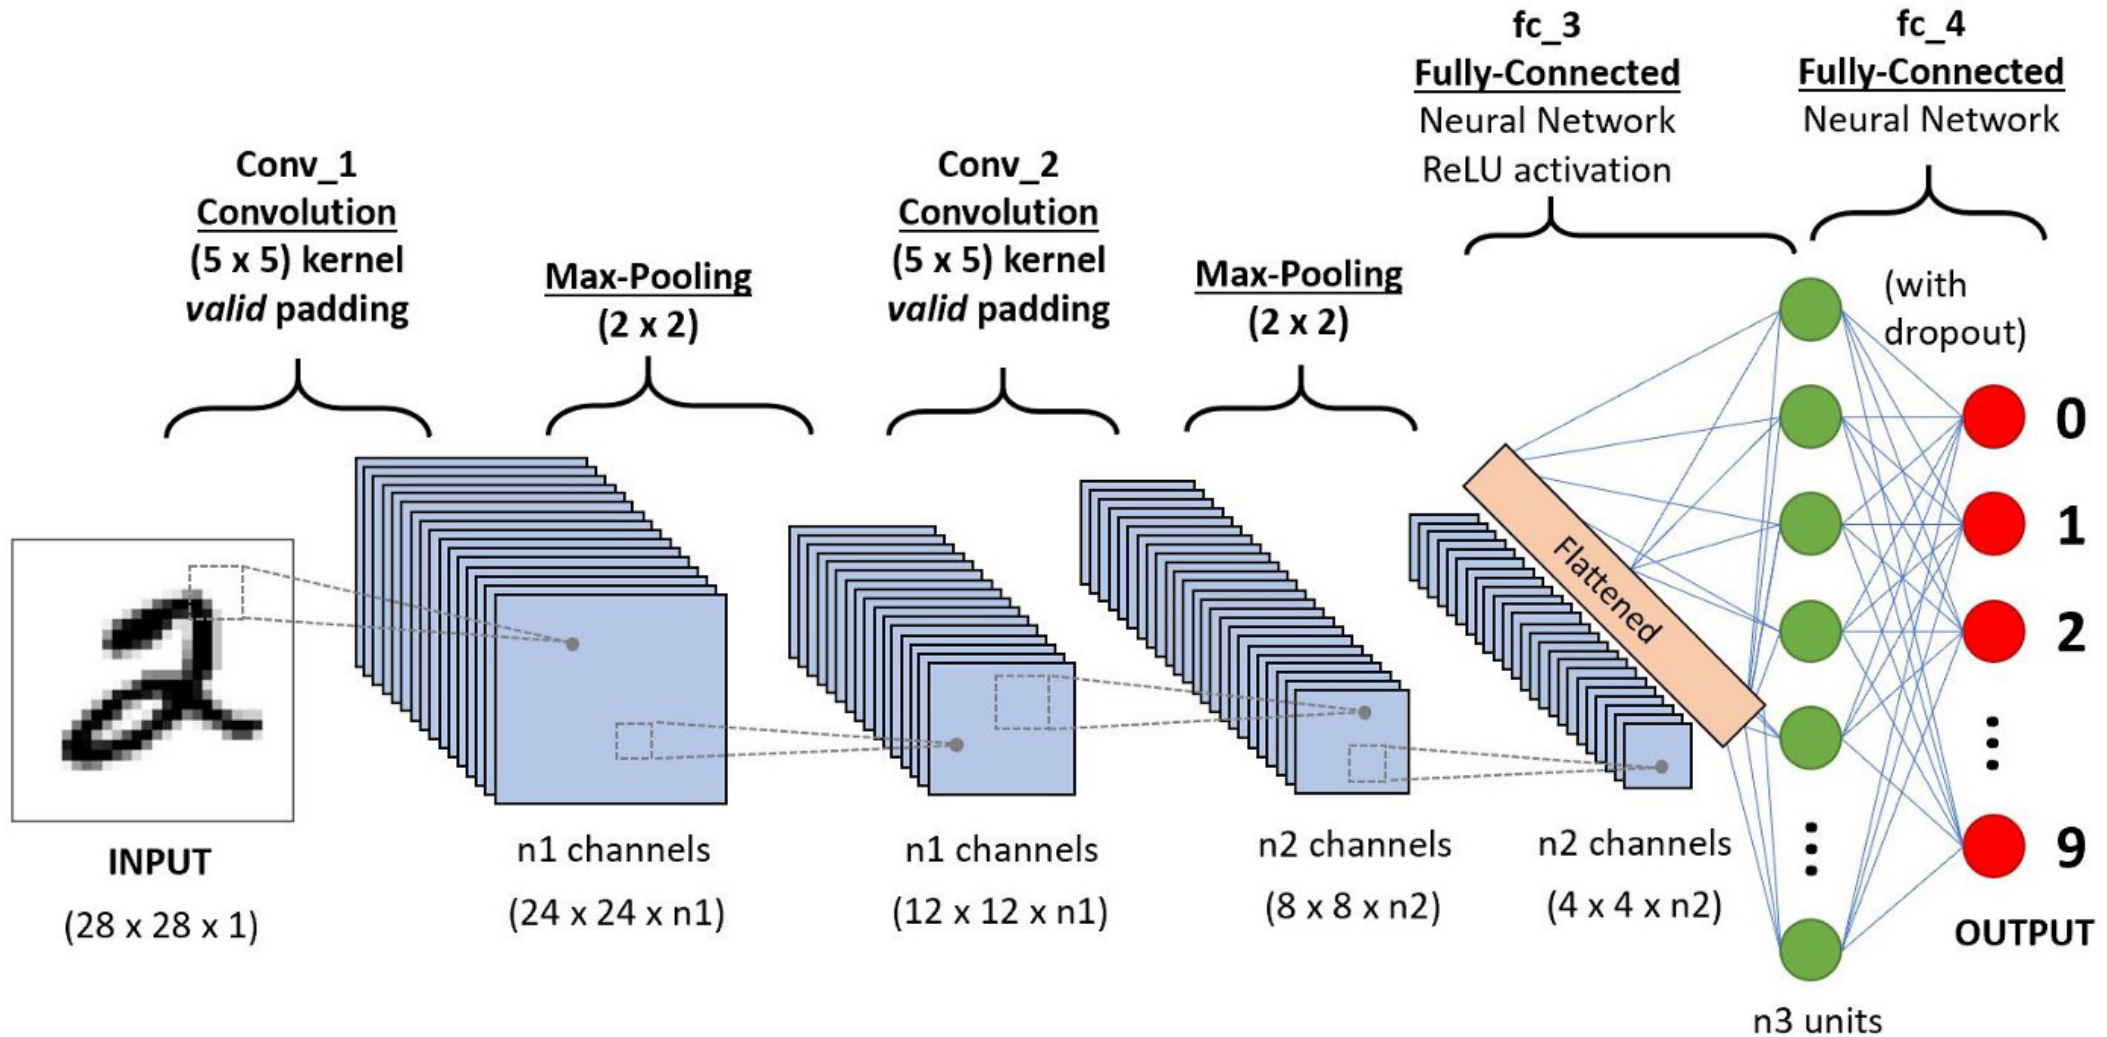 Conv_1
Convolution
(5 x 5) kernel
valid padding
Max-Pooling
(2 x 2)
Conv_2
Convolution
(5 x 5) kernel
valid padding
Max-Pooling
(2 x 2)
fc_3
Fully-Connected
Neural Network
ReLU activation
fc_4
Fully-Connected
Neural Network
(with
dropout)
Flattened
0
1
2
9
INPUT
(28 x 28 x 1)
n1 channels
(24 x 24 x n1)
n1 channels
(12 x 12 x n1)
n2 channels
(8 x 8 x n2)
n2 channels
(4 x 4 x n2)
n3 units
OUTPUT
2